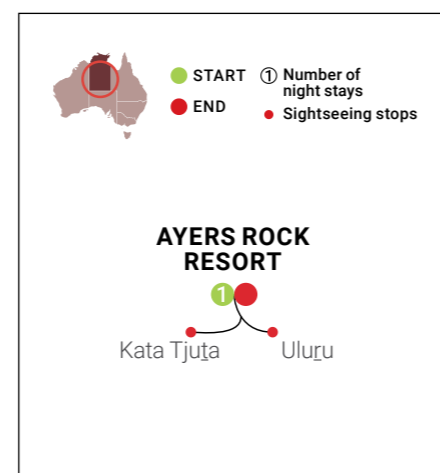 START
END
① Number of
night stays
Sightseeing stops
AYERS ROCK
RESORT
1
Kata Tjuṯa
Uluṟu